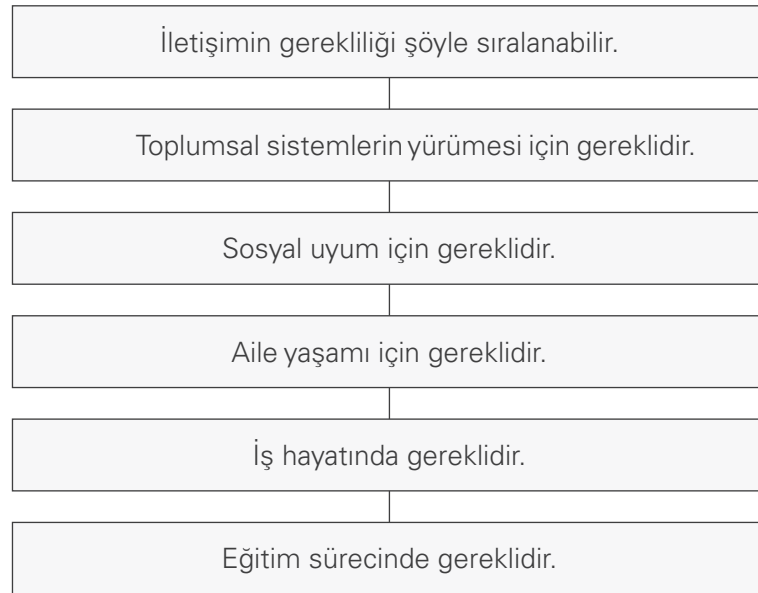 İletişimin gerekliliği şöyle sıralanabilir.
Toplumsal sistemlerin yürümesi için gereklidir.
Sosyal uyum için gereklidir.
Aile yaşamı için gereklidir.
İş hayatında gereklidir.
Eğitim sürecinde gereklidir.